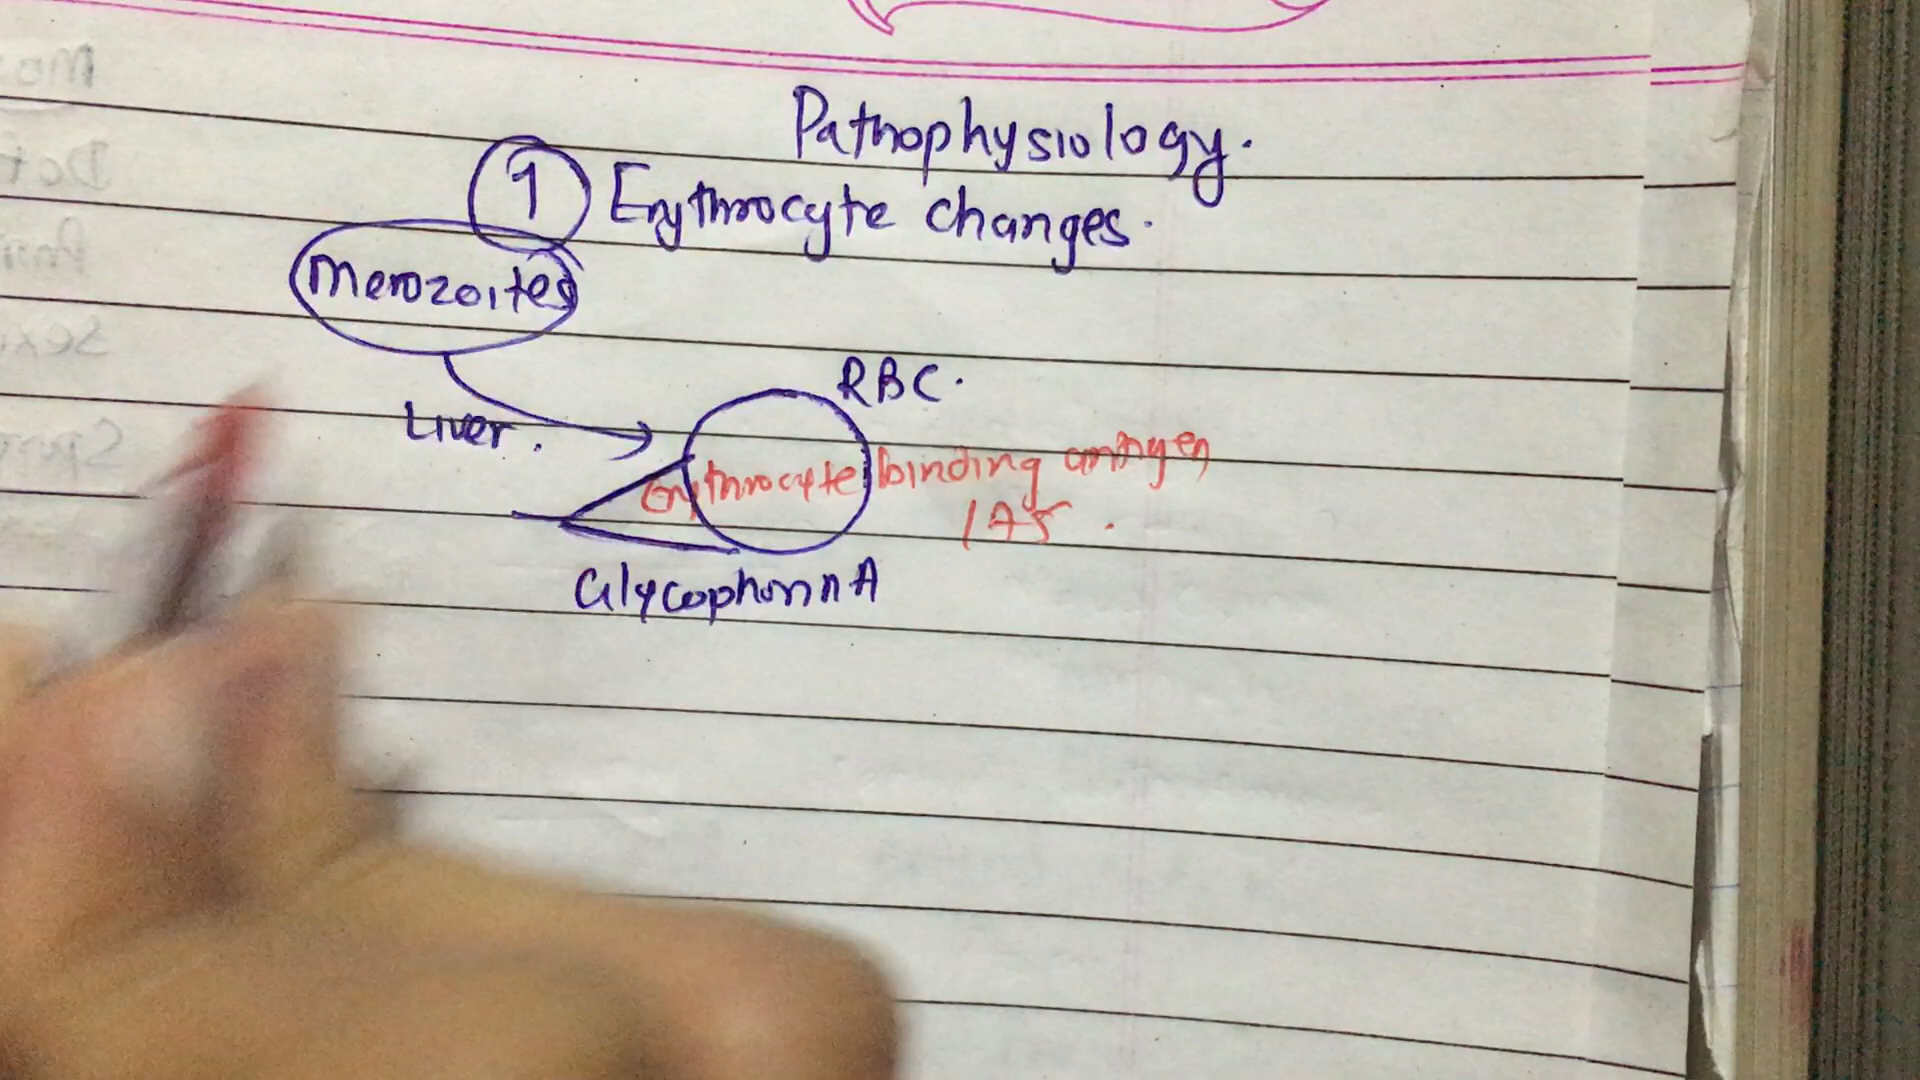 Pathophysiology.
1 Erythrocyte changes.
Merozoites
RBC.
Liver.
Erythrocyte binding antigen
175.
Glycophorin A